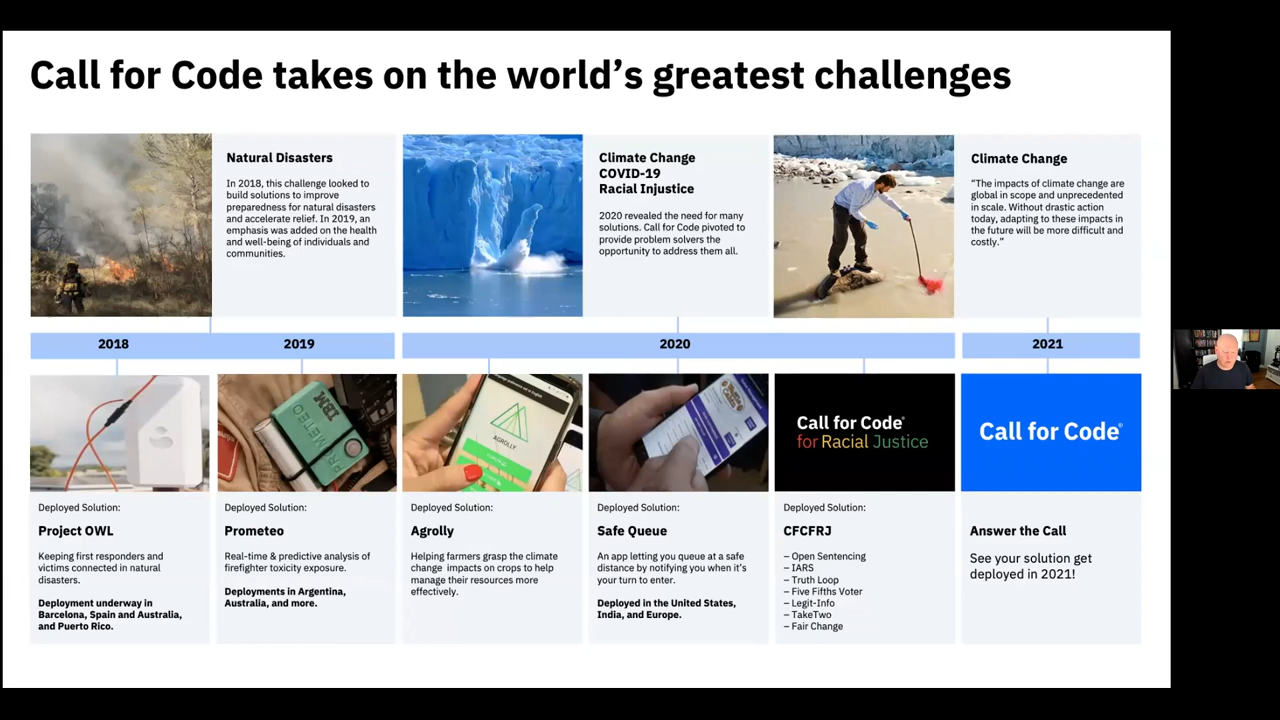 Call for Code takes on the world's greatest challenges
Natural Disasters
In 2018, this challenge looked to
build solutions to improve
preparedness for natural disasters
and accelerate relief. In 2019, an
emphasis was added on the health
and well-being of individuals and
communities.
Climate Change
COVID-19
Racial Injustice
2020 revealed the need for many
solutions. Call for Code pivoted to
provide problem solvers the
opportunity to address them all.
Climate Change
“The impacts of climate change are
global in scope and unprecedented
in scale. Without drastic action
today, adapting to these impacts in
the future will be more difficult and
costly.”
2018
2019
2020
2021
IBM
METEO
PR
AGROLLY
Call for Code®
for Racial Justice
Call for Code®
Deployed Solution:
Project OWL
Keeping first responders and
victims connected in natural
disasters.
Deployment underway in
Barcelona, Spain and Australia,
and Puerto Rico.
Deployed Solution:
Prometeo
Real-time & predictive analysis of
firefighter toxicity exposure.
Deployments in Argentina,
Australia, and more.
Deployed Solution:
Agrolly
Helping farmers grasp the climate
change impacts on crops to help
manage their resources more
effectively.
Deployed Solution:
Safe Queue
An app letting you queue at a safe
distance by notifying you when it's
your turn to enter.
Deployed in the United States,
India, and Europe.
Deployed Solution:
CFCFRJ
– Open Sentencing
– IARS
– Truth Loop
– Five Fifths Voter
– Legit-Info
– TakeTwo
– Fair Change
Answer the Call
See your solution get
deployed in 2021!